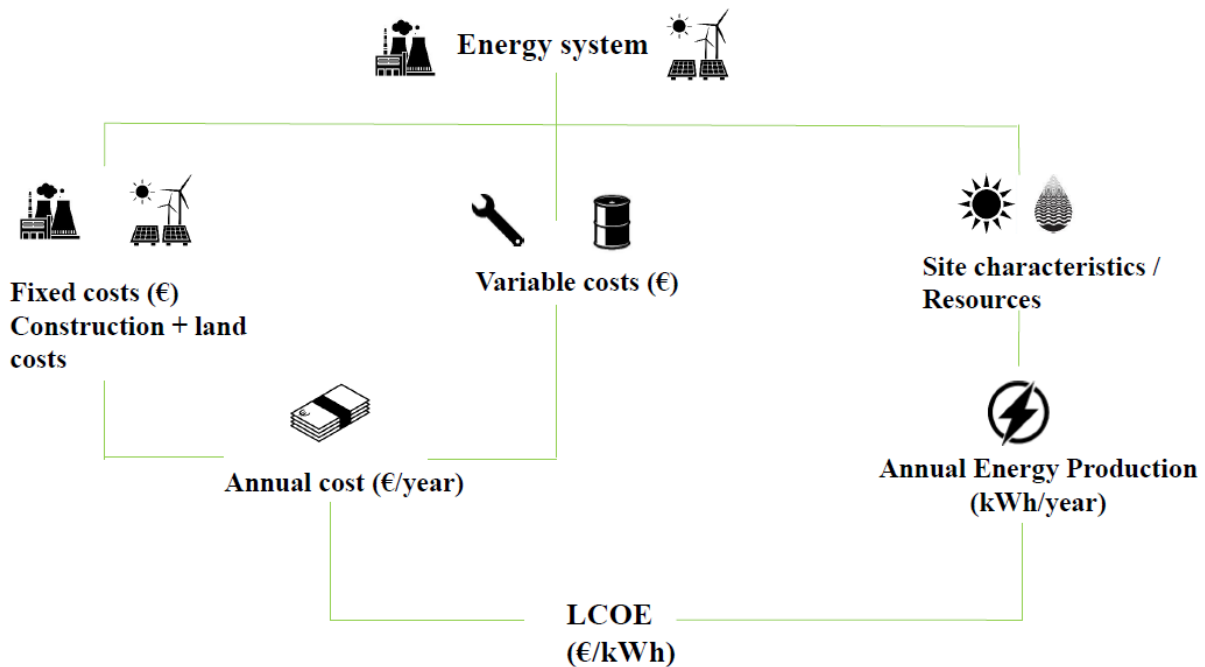 Energy system
Fixed costs (€)
Construction + land
costs
Variable costs (€)
Site characteristics /
Resources
€
Annual cost (€/year)
Annual Energy Production
(kWh/year)
LCOE
(€/kWh)